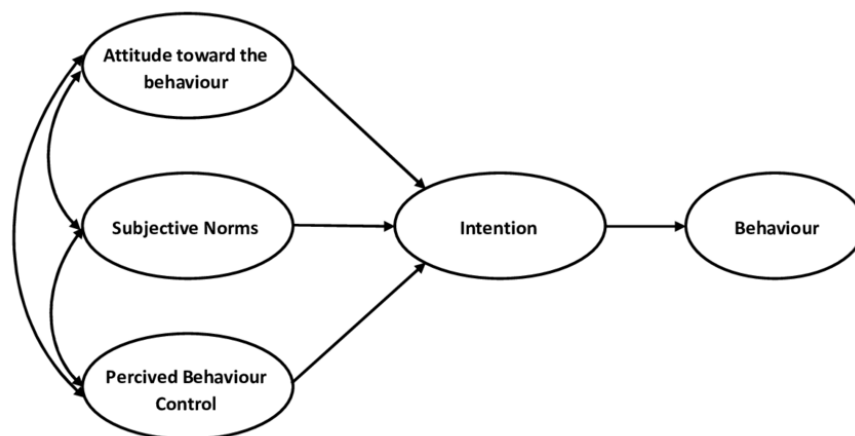 Attitude toward the
behaviour
Subjective Norms
Intention
Behaviour
Percived Behaviour
Control